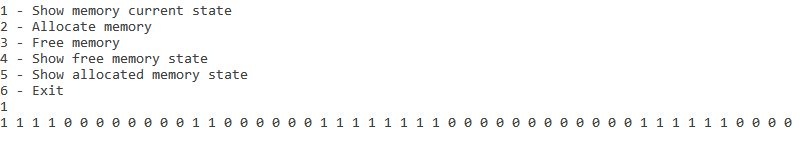 1 - Show memory current state
2 - Allocate memory
3 - Free memory
4 - Show free memory state
5 - Show allocated memory state
6 - Exit
1
1 1 1 1 0 0 0 0 0 0 0 0 1 1 0 0 0 0 0 0 1 1 1 1 1 1 1 1 0 0 0 0 0 0 0 0 0 0 0 0 1 1 1 1 1 1 0 0 0 0